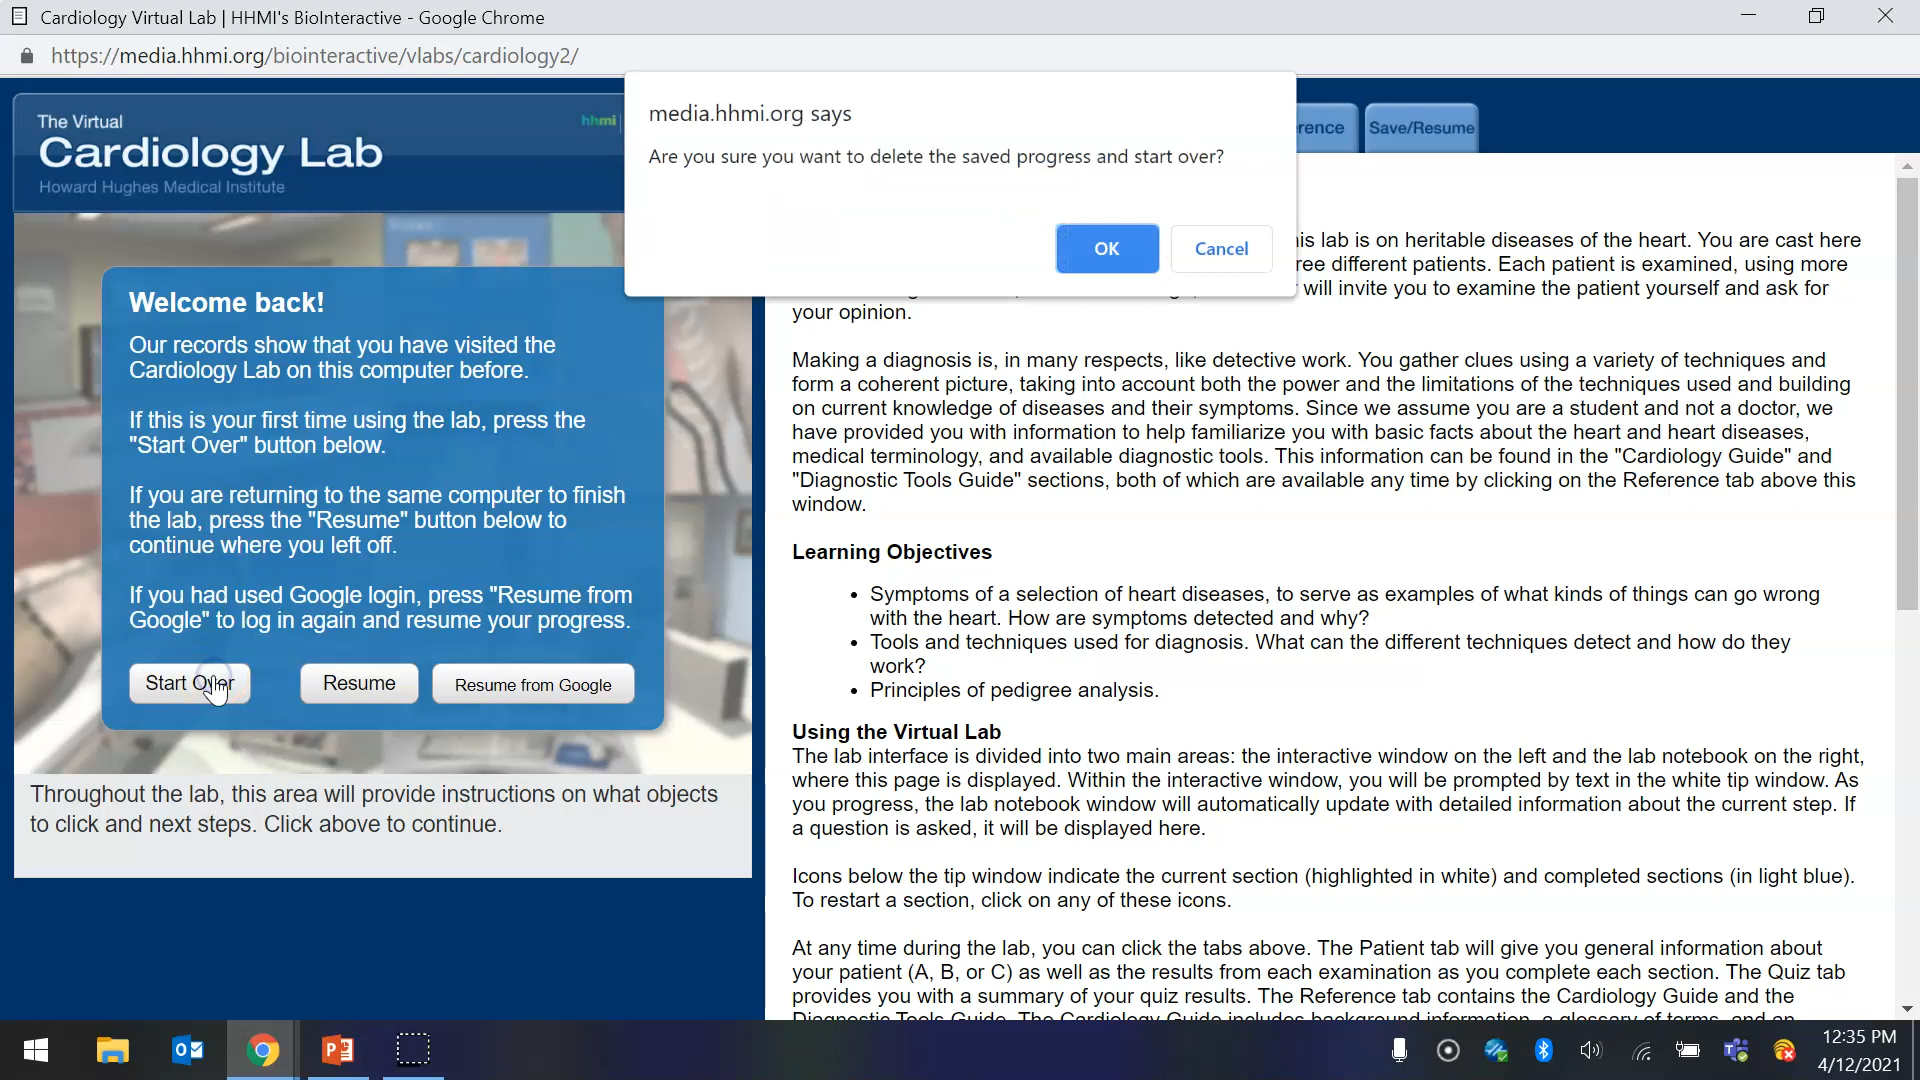 Cardiology Virtual Lab | HHMI's BioInteractive - Google Chrome
https://media.hhmi.org/biointeractive/vlabs/cardiology2/
The Virtual
Cardiology Lab
Howard Hughes Medical Institute
hhmi
media.hhmi.org says
Are you sure you want to delete the saved progress and start over?
OK
Cancel
rence
Save/Resume
Welcome back!
Our records show that you have visited the
Cardiology Lab on this computer before.
If this is your first time using the lab, press the
"Start Over" button below.
If you are returning to the same computer to finish
the lab, press the "Resume" button below to
continue where you left off.
If you had used Google login, press "Resume from
Google" to log in again and resume your progress.
Start Over
Resume
Resume from Google
Throughout the lab, this area will provide instructions on what objects
to click and next steps. Click above to continue.
is lab is on heritable diseases of the heart. You are cast here
ree different patients. Each patient is examined, using more
will invite you to examine the patient yourself and ask for
your opinion.
Making a diagnosis is, in many respects, like detective work. You gather clues using a variety of techniques and
form a coherent picture, taking into account both the power and the limitations of the techniques used and building
on current knowledge of diseases and their symptoms. Since we assume you are a student and not a doctor, we
have provided you with information to help familiarize you with basic facts about the heart and heart diseases,
medical terminology, and available diagnostic tools. This information can be found in the "Cardiology Guide" and
"Diagnostic Tools Guide" sections, both of which are available any time by clicking on the Reference tab above this
window.
Learning Objectives
• Symptoms of a selection of heart diseases, to serve as examples of what kinds of things can go wrong
with the heart. How are symptoms detected and why?
• Tools and techniques used for diagnosis. What can the different techniques detect and how do they
work?
• Principles of pedigree analysis.
Using the Virtual Lab
The lab interface is divided into two main areas: the interactive window on the left and the lab notebook on the right,
where this page is displayed. Within the interactive window, you will be prompted by text in the white tip window. As
you progress, the lab notebook window will automatically update with detailed information about the current step. If
a question is asked, it will be displayed here.
Icons below the tip window indicate the current section (highlighted in white) and completed sections (in light blue).
To restart a section, click on any of these icons.
At any time during the lab, you can click the tabs above. The Patient tab will give you general information about
your patient (A, B, or C) as well as the results from each examination as you complete each section. The Quiz tab
provides you with a summary of your quiz results. The Reference tab contains the Cardiology Guide and the
Diagnostic Tools Guide. The Cardiology Guide includes background information, a glossary of terms, and an
12:35 PM
4/12/2021